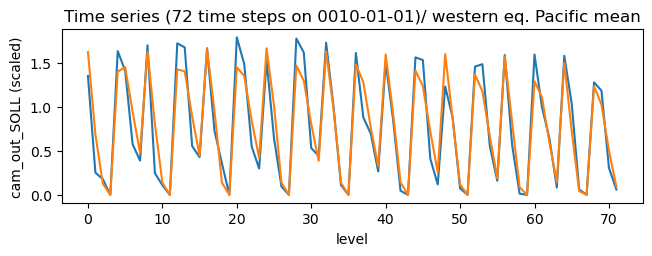 Time series (72 time steps on 0010-01-01)/ western eq. Pacific mean
cam_out_SOLL (scaled)
1.5
1.0
0.5
0.0
0 10 20 30 40 50 60 70
level